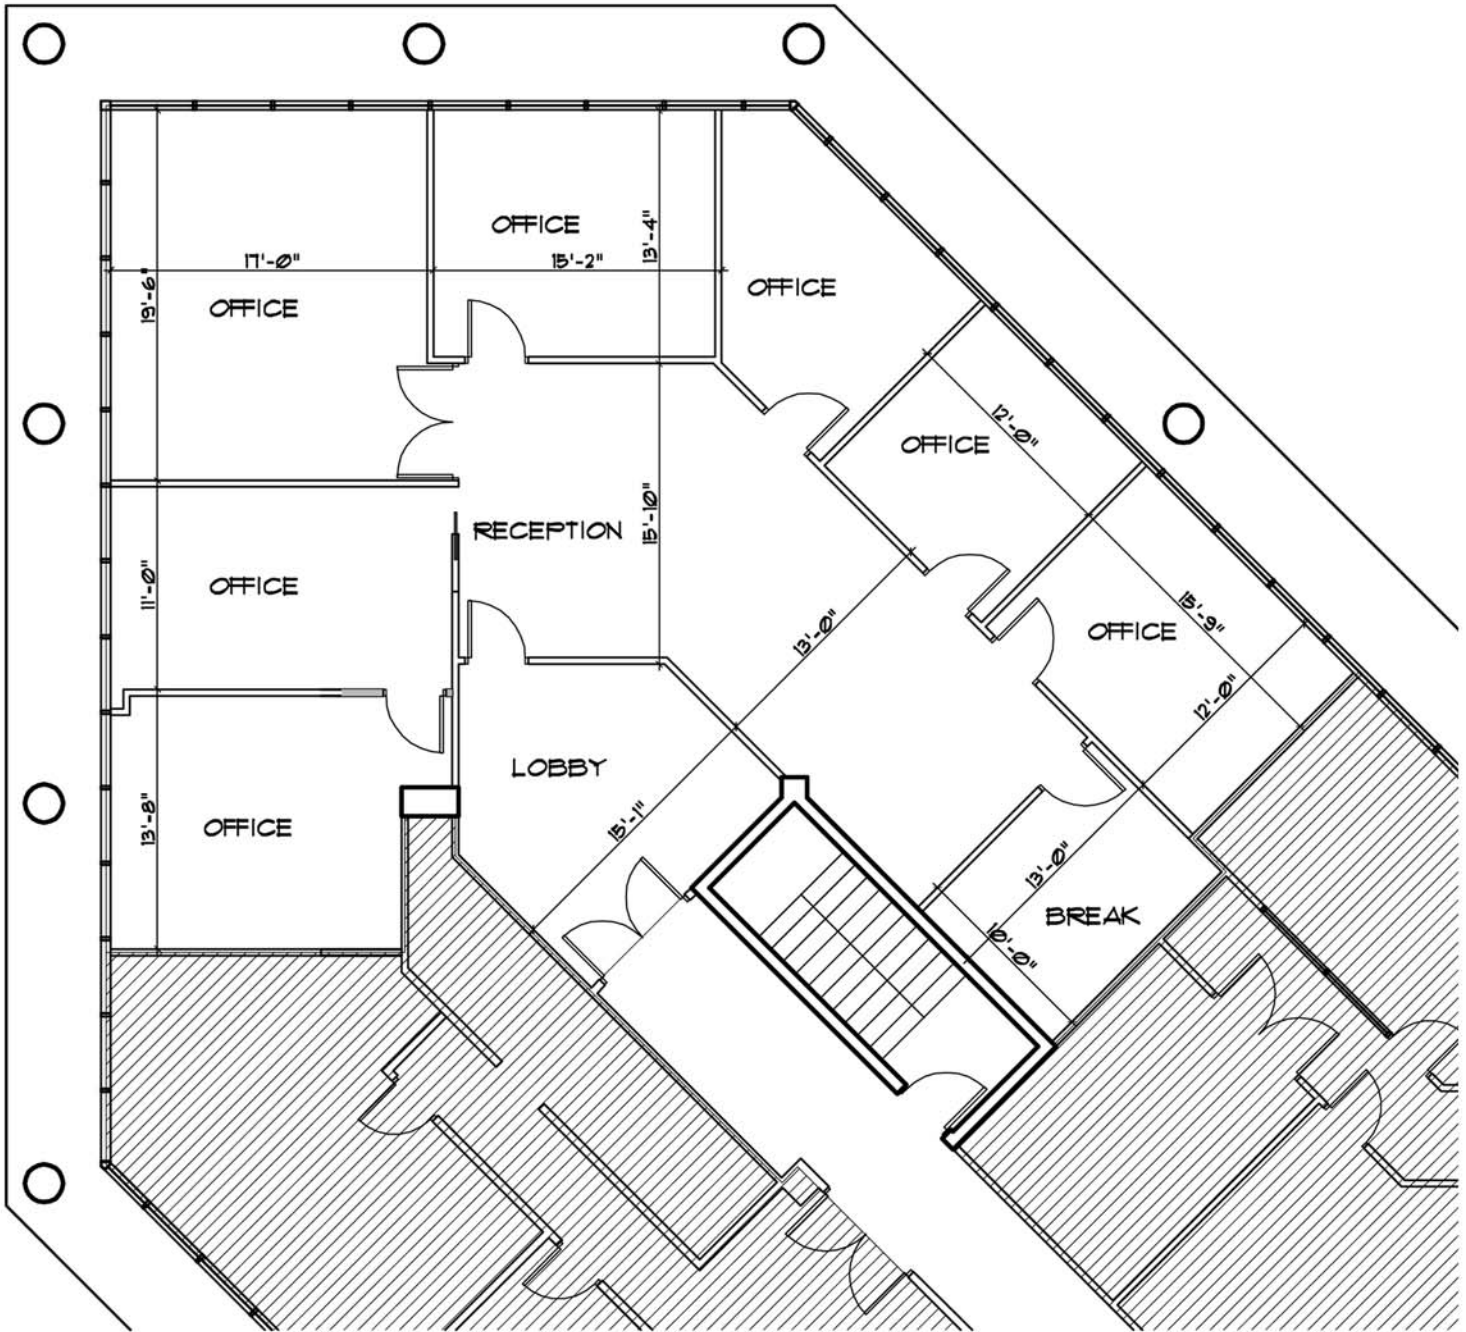 OFFICE
13'-4"
17'-0"
15'-2"
19'-6"
OFFICE
OFFICE
12'-0"
OFFICE
RECEPTION
15'-10"
11'-0"
OFFICE
13'-0"
15'-9"
OFFICE
12'-0"
LOBBY
13'-8"
OFFICE
15'-1"
13'-0"
BREAK
10'-0"